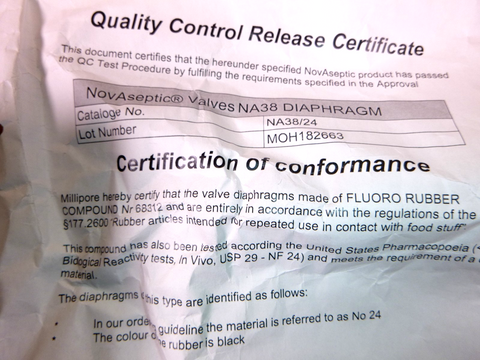 Quality Control Release Certificate
This document certifies that the hereunder specified NovAseptic product has passed
the QC Test Procedure by fulfilling the requirements specified in the Approval
NovAseptic® Valves NA38 DIAPHRAGM
Cataloge No. NA38/24
Lot Number MOH182663
Certification of conformance
Millipore hereby certify that the valve diaphragms made of FLUORO RUBBER
COMPOUND Nr 68312 and are entirely in accordance with the regulations of the
§177.2600 'Rubber articles intended for repeated use in contact with food stuff"
This compound has also been tested according the United States Pharmacopoeia
Biological Reactivity tests, in Vivo, USP 29 - NF 24) and meets the requirement of a
material.
The diaphragms this type are identified as follows:
• In our orde guideline the material is referred to as No 24
• The colour o e rubber is black